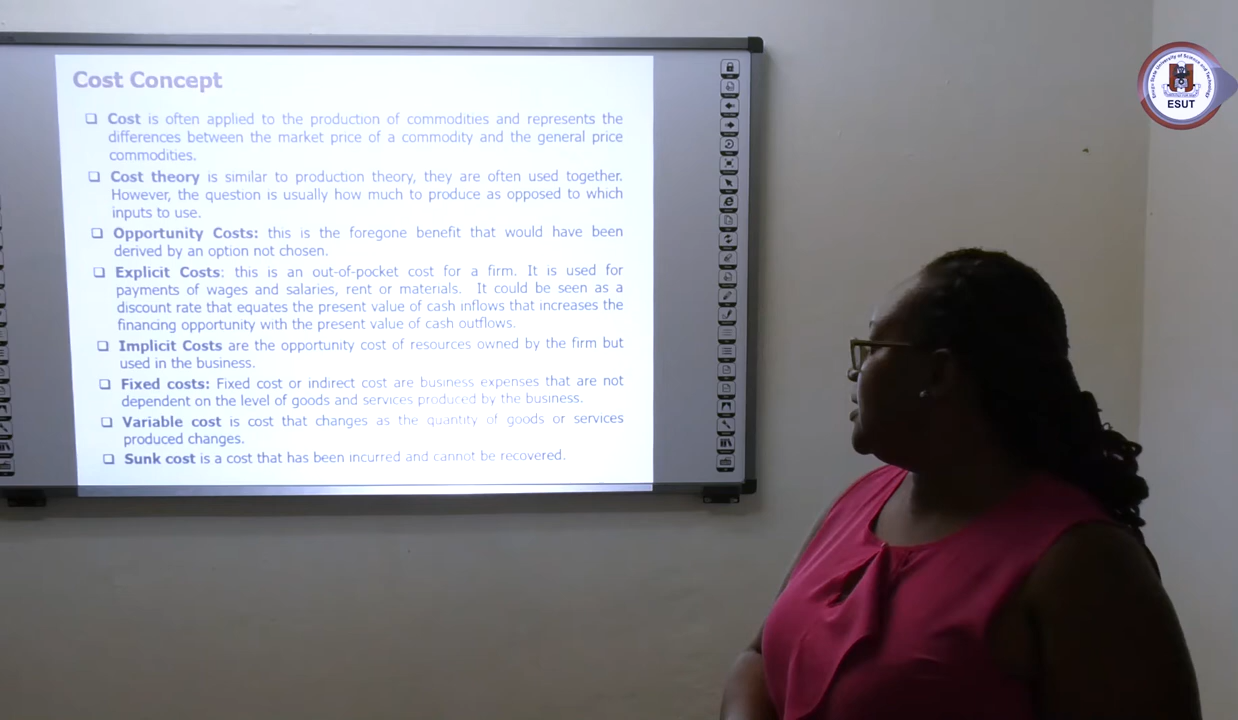 Cost Concept
❑ Cost is often applied to the production of commodities and represents the
differences between the market price of a commodity and the general price
commodities.
❑ Cost theory is similar to production theory, they are often used together.
However, the question is usually how much to produce as opposed to which
inputs to use.
❑ Opportunity Costs: this is the foregone benefit that would have been
derived by an option not chosen.
❑ Explicit Costs: this is an out-of-pocket cost for a firm. It is used for
payments of wages and salaries, rent or materials. It could be seen as a
discount rate that equates the present value of cash inflows that increases the
financing opportunity with the present value of cash outflows.
❑ Implicit Costs are the opportunity cost of resources owned by the firm but
used in the business.
❑ Fixed costs: Fixed cost or indirect cost are business expenses that are not
dependent on the level of goods and services produced by the business.
❑ Variable cost is cost that changes as the quantity of goods or services
produced changes.
❑ Sunk cost is a cost that has been incurred and cannot be recovered.
Enugu State University of Science and Technology
ESUT